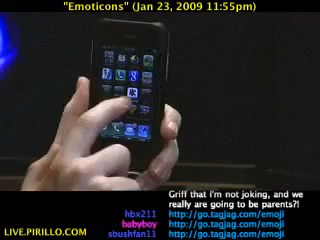 "Emoticons" (Jan 23, 2009 11:55pm)
Griff that I'm not joking, and we
really are going to be parents?!
hbx211 http://go.tagjag.com/emoji
babyboy http://go.tagjag.com/emoji
sbushfan11 http://go.tagjag.com/emoji
LIVE.PIRILLO.COM